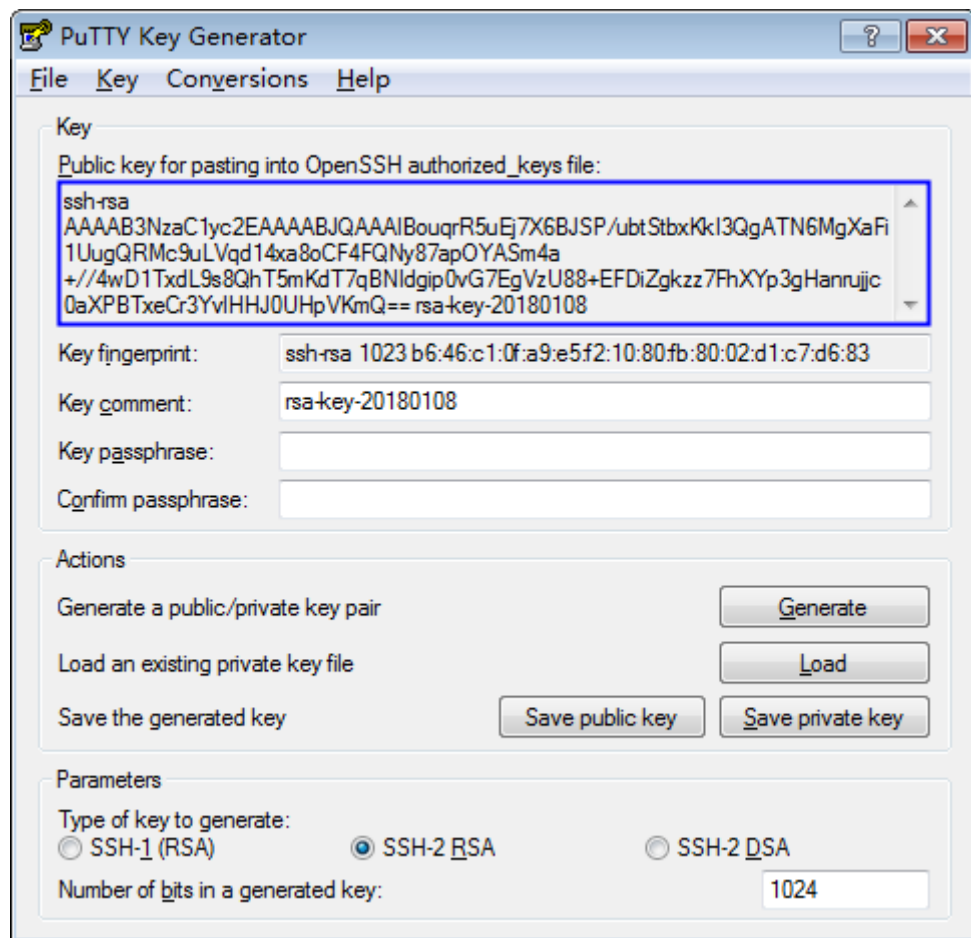 PuTTY Key Generator
File Key Conversions Help
Key
Public key for pasting into OpenSSH authorized_keys file:
ssh-rsa
AAAAB3NzaC1yc2EAAAABJQAAAIBouqrR5uEj7X6BJSP/ubtStbxKkI3QgATN6MgXaFi
1UugQRMc9uLVqd14xa8oCF4FQNy87apOYASm4a
+//4wD1TxdL9s8QhT5mKdT7qBNIdgip0vG7EgVzU88+EFDiZgkzz7FhXYp3gHanrujjc
0aXPBTxeCr3YvIHHJ0UHpVKmQ== rsa-key-20180108
Key fingerprint: ssh-rsa 1023 b6:46:c1:0f:a9:e5:f2:10:80:fb:80:02:d1:c7:d6:83
Key comment: rsa-key-20180108
Key passphrase:
Confirm passphrase:
Actions
Generate a public/private key pair Generate
Load an existing private key file Load
Save the generated key Save public key Save private key
Parameters
Type of key to generate:
SSH-1 (RSA) SSH-2 RSA SSH-2 DSA
Number of bits in a generated key: 1024